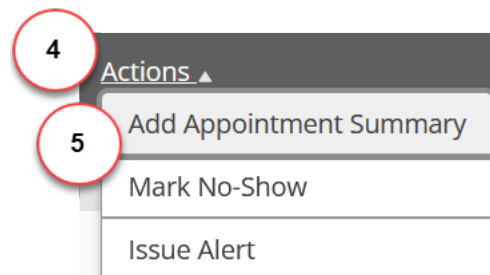 4
Actions ▲
5
Add Appointment Summary
Mark No-Show
Issue Alert